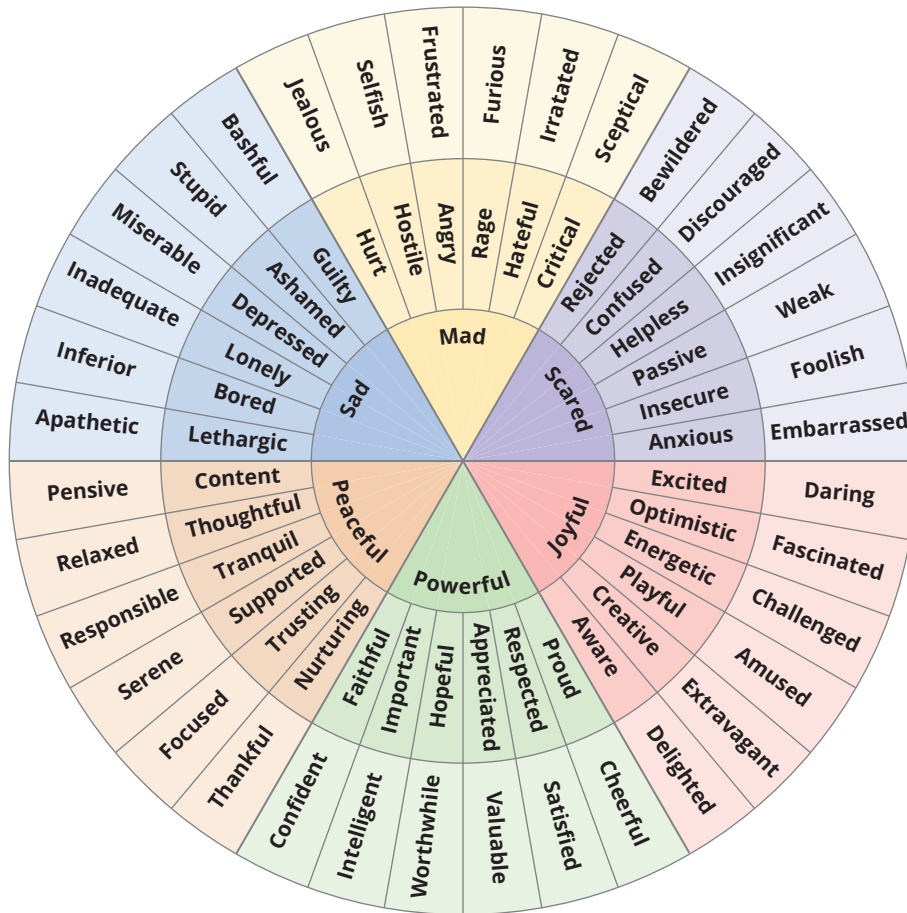 Mad
Hurt
Hostile
Angry
Rage
Hateful
Critical
Jealous
Selfish
Frustrated
Furious
Irratated
Sceptical
Scared
Rejected
Confused
Helpless
Passive
Insecure
Anxious
Bewildered
Discouraged
Insignificant
Weak
Foolish
Embarrassed
Joyful
Excited
Optimistic
Energetic
Playful
Creative
Aware
Daring
Fascinated
Challenged
Amused
Extravagant
Delighted
Powerful
Proud
Respected
Appreciated
Hopeful
Important
Faithful
Cheerful
Satisfied
Valuable
Worthwhile
Intelligent
Confident
Peaceful
Nurturing
Trusting
Supported
Tranquil
Thoughtful
Content
Thankful
Focused
Serene
Responsible
Relaxed
Pensive
Sad
Lethargic
Bored
Lonely
Depressed
Ashamed
Guilty
Apathetic
Inferior
Inadequate
Miserable
Stupid
Bashful